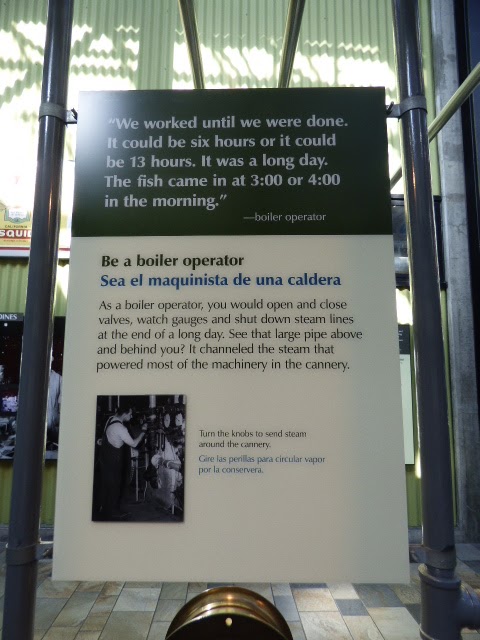 "We worked until we were done.
It could be six hours or it could
be 13 hours. It was a long day.
The fish came in at 3:00 or 4:00
in the morning."
—boiler operator
Be a boiler operator
Sea el maquinista de una caldera
As a boiler operator, you would open and close
valves, watch gauges and shut down steam lines
at the end of a long day. See that large pipe above
and behind you? It channeled the steam that
powered most of the machinery in the cannery.
Turn the knobs to send steam
around the cannery.
Gire las perillas para circular vapor
por la conservera.
CALIFORNIA
SQUID
DINES